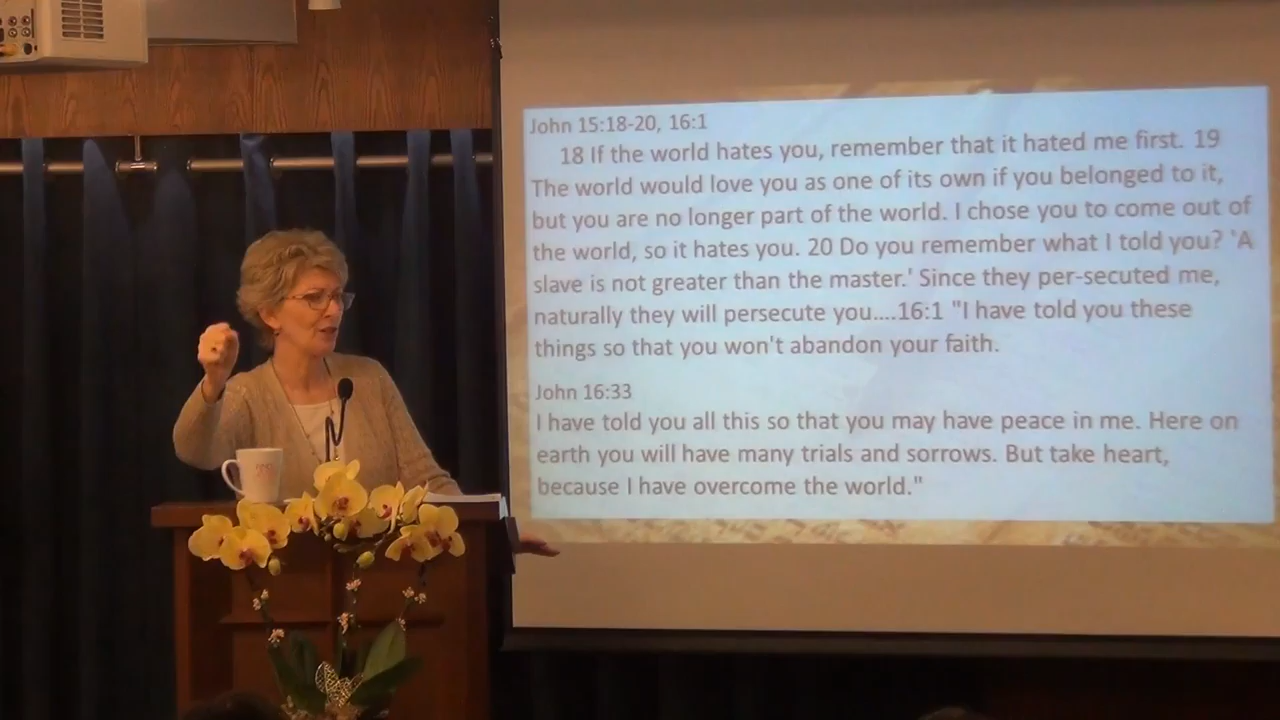 John 15:18-20, 16:1
18 If the world hates you, remember that it hated me first. 19
The world would love you as one of its own if you belonged to it,
but you are no longer part of the world. I chose you to come out of
the world, so it hates you. 20 Do you remember what I told you? 'A
slave is not greater than the master.' Since they per-secuted me,
naturally they will persecute you....16:1 "I have told you these
things so that you won't abandon your faith.
John 16:33
I have told you all this so that you may have peace in me. Here on
earth you will have many trials and sorrows. But take heart,
because I have overcome the world."